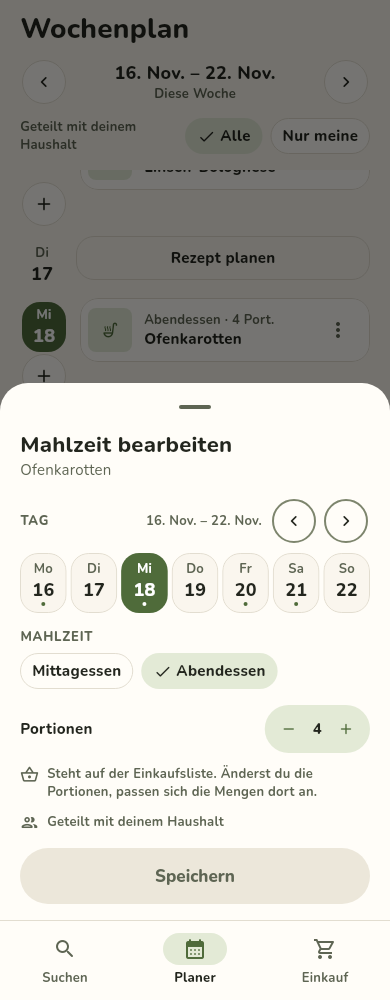 Wochenplan
16. Nov. – 22. Nov.
Diese Woche
Geteilt mit deinem
Haushalt
Alle
Nur meine
Di
17
Rezept planen
Mi
18
Abendessen · 4 Port.
Ofenkarotten
Mahlzeit bearbeiten
Ofenkarotten
TAG
16. Nov. – 22. Nov.
Mo Di Mi Do Fr Sa So
16 17 18 19 20 21 22
MAHLZEIT
Mittagessen
Abendessen
Portionen
− 4 +
Steht auf der Einkaufsliste. Änderst du die
Portionen, passen sich die Mengen dort an.
Geteilt mit deinem Haushalt
Speichern
Suchen
Planer
Einkauf